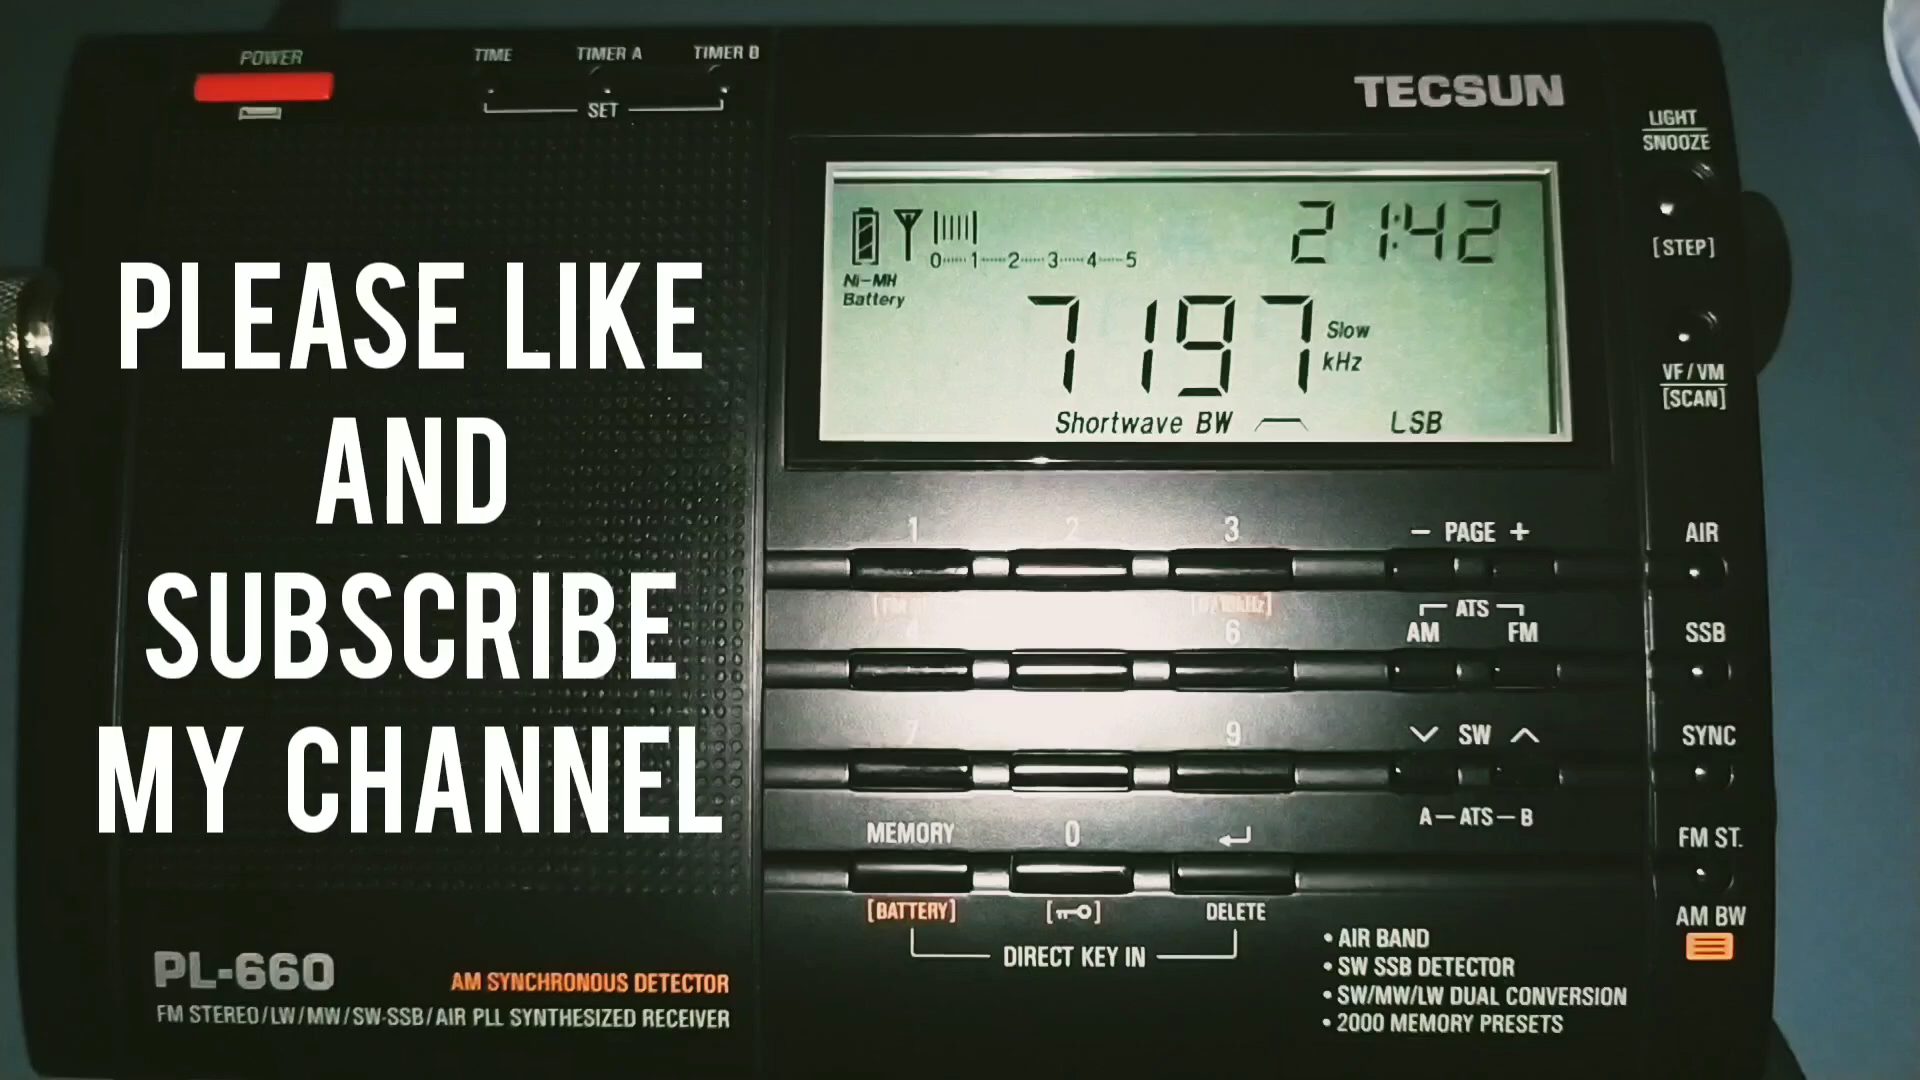 POWER
TIME TIMER A TIMER B
SET
TECSUN
LIGHT
SNOOZE
[STEP]
VF/VM
[SCAN]
21:42
0 1 2 3 4 5
Ni-MH
Battery
7197
Slow
kHz
Shortwave BW LSB
PLEASE LIKE
AND
SUBSCRIBE
MY CHANNEL
1 2 3 - PAGE + AIR
ATS
6 AM FM SSB
7 9 SW SYNC
A-ATS-B
MEMORY 0 FM ST.
[BATTERY] DELETE AM BW
DIRECT KEY IN
• AIR BAND
• SW SSB DETECTOR
• SW/MW/LW DUAL CONVERSION
• 2000 MEMORY PRESETS
PL-660 AM SYNCHRONOUS DETECTOR
FM STEREO/LW/MW/SW-SSB/AIR PLL SYNTHESIZED RECEIVER